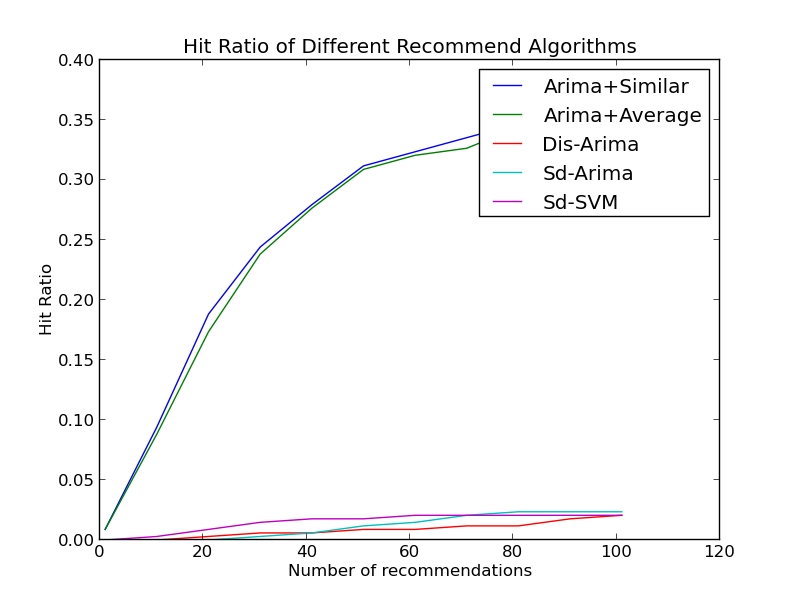 Hit Ratio of Different Recommend Algorithms
0.40
0.35
0.30
0.25
0.20
0.15
0.10
0.05
0.00
Hit Ratio
Arima+Similar
Arima+Average
Dis-Arima
Sd-Arima
Sd-SVM
0 20 40 60 80 100 120
Number of recommendations